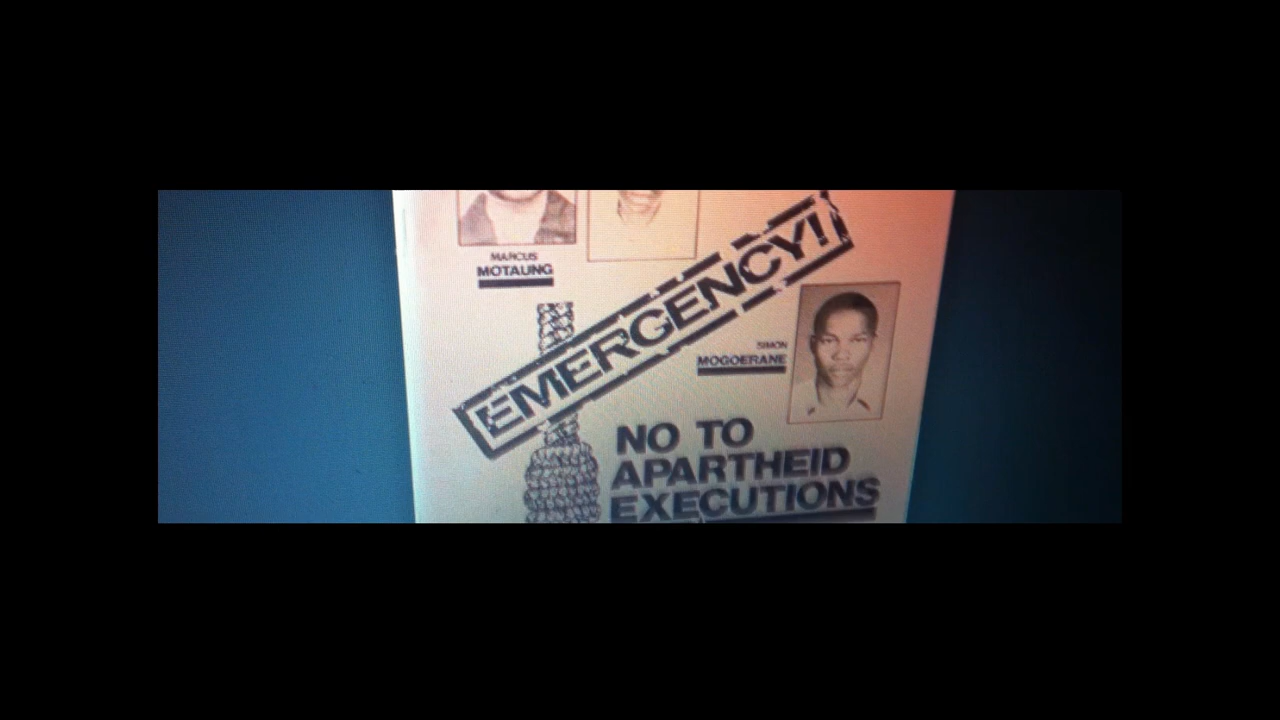 MARCUS
MOTAUNG
EMERGENCY!
SIMON
MOGOERANE
NO TO
APARTHEID
EXECUTIONS